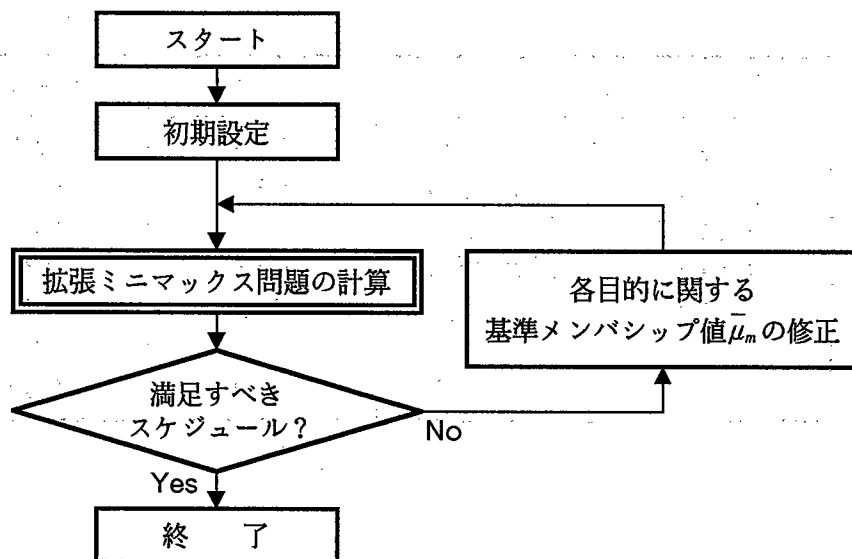 スタート
初期設定
拡張ミニマックス問題の計算
各目的に関する
基準メンバシップ値μ̄ₘの修正
満足すべき
スケジュール?
No
Yes
終 了